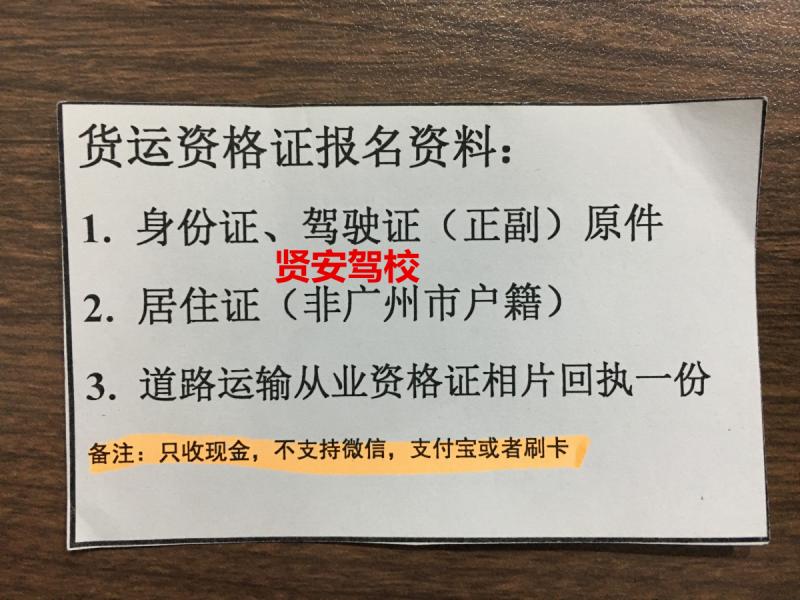 货运资格证报名资料：
1. 身份证、驾驶证（正副）原件
贤安驾校
2. 居住证（非广州市户籍）
3. 道路运输从业资格证相片回执一份
备注：只收现金，不支持微信，支付宝或者刷卡